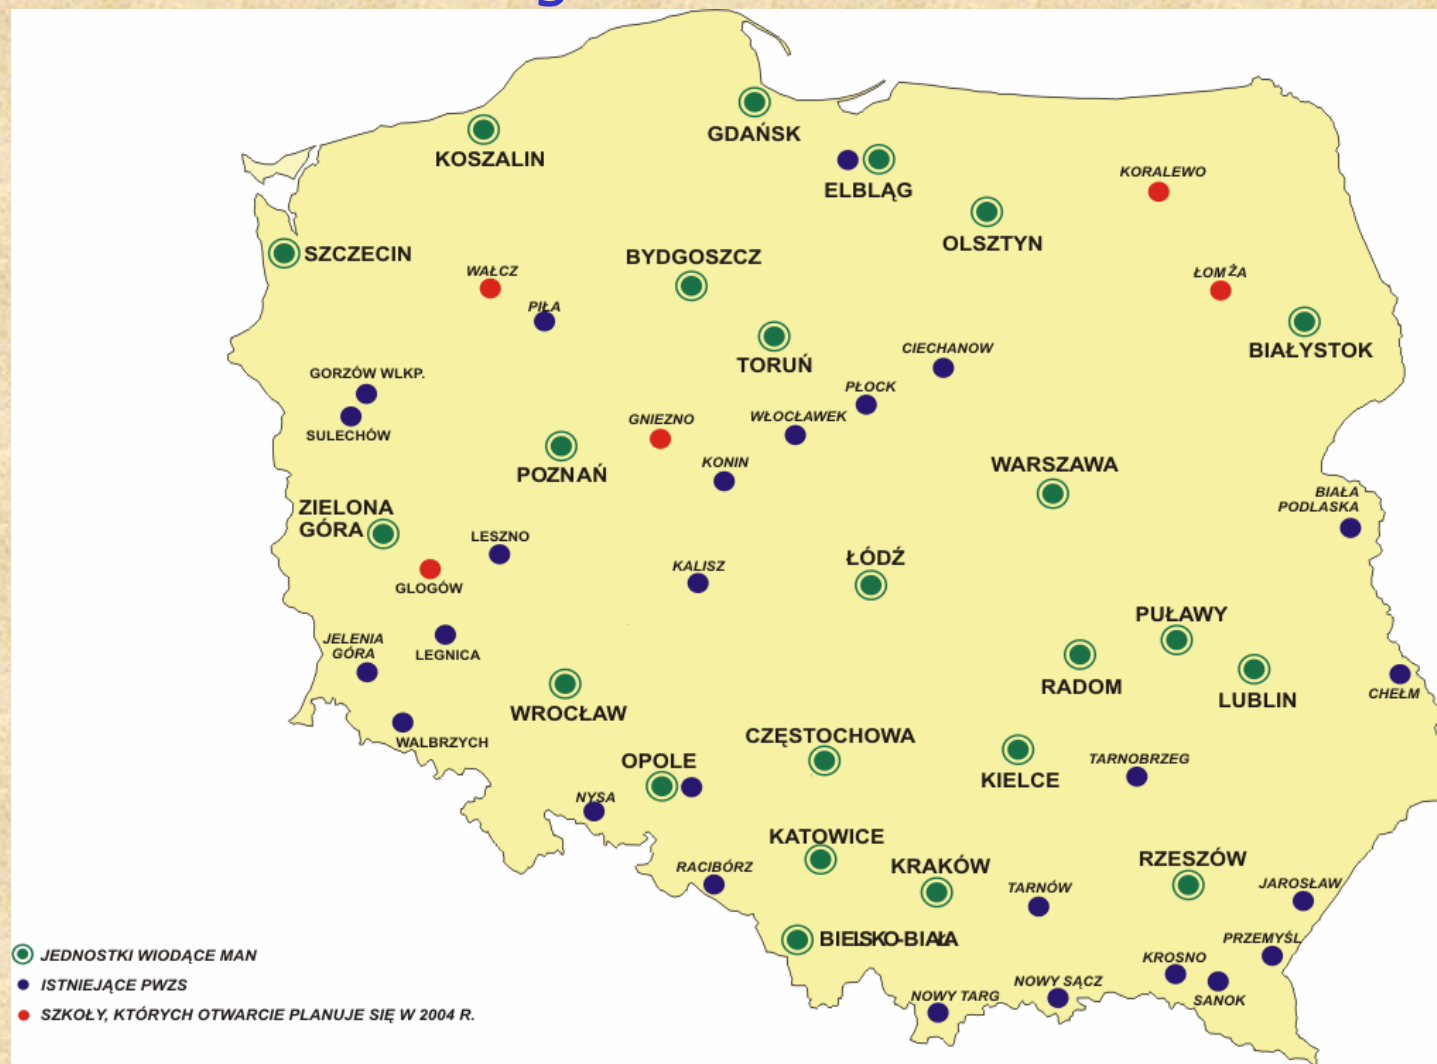 GDAŃSK
KOSZALIN
ELBLĄG
KORALEWO
OLSZTYN
SZCZECIN
BYDGOSZCZ
WAŁCZ
ŁOMŻA
PIŁA
TORUŃ
CIECHANOW
BIAŁYSTOK
GORZÓW WLKP.
PŁOCK
GNIEZNO
WŁOCŁAWEK
SULECHÓW
POZNAŃ
KONIN
WARSZAWA
BIAŁA
PODLASKA
ZIELONA
GÓRA
LESZNO
KALISZ
ŁÓDŹ
GLOGÓW
PUŁAWY
JELENIA
GÓRA
LEGNICA
RADOM
LUBLIN
CHEŁM
WROCŁAW
WALBRZYCH
CZĘSTOCHOWA
OPOLE
KIELCE
TARNOBRZEG
NYSA
KATOWICE
KRAKÓW
RZESZÓW
RACIBÓRZ
TARNÓW
JAROSŁAW
BIELSKO-BIAŁA
PRZEMYŚL
KROSNO
SANOK
NOWY SĄCZ
NOWY TARG
JEDNOSTKI WIODĄCE MAN
ISTNIEJĄCE PWZS
SZKOŁY, KTÓRYCH OTWARCIE PLANUJE SIĘ W 2004 R.